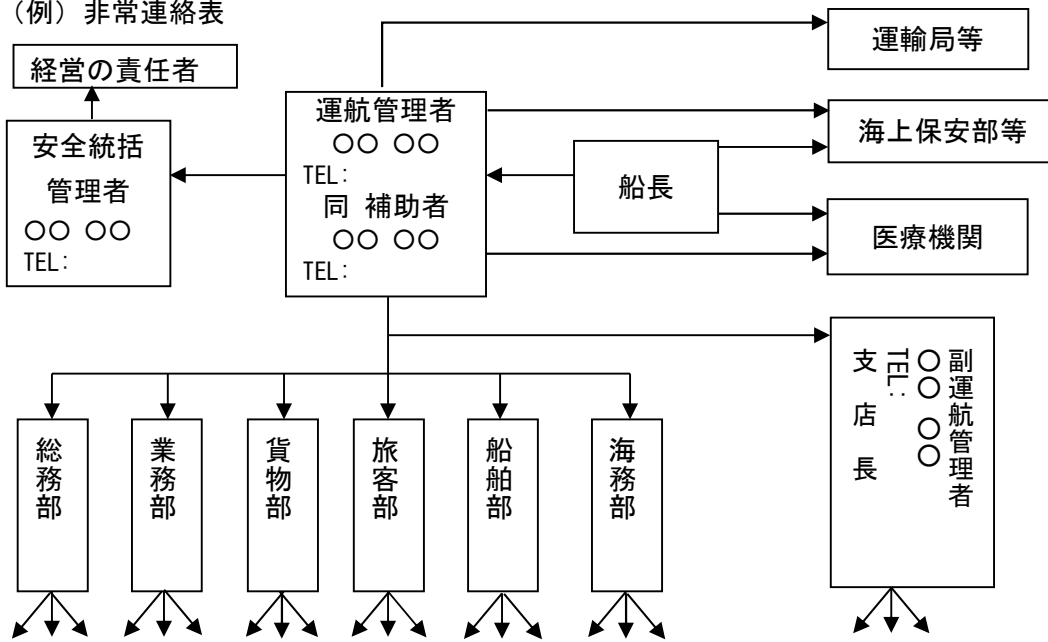 （例）非常連絡表
運輸局等
経営の責任者
運航管理者
○○ ○○
TEL:
同 補助者
○○ ○○
TEL:
海上保安部等
安全統括
管理者
○○ ○○
TEL:
船長
医療機関
副運航管理者
○○ ○○
TEL:
支店長
総務部
業務部
貨物部
旅客部
船舶部
海務部